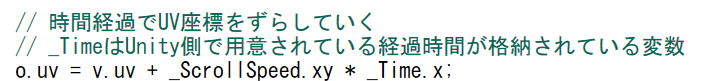 // 時間経過でUV座標をずらしていく
// _TimeはUnity側で用意されている経過時間が格納されている変数
o.uv = v.uv + _ScrollSpeed.xy * _Time.x;